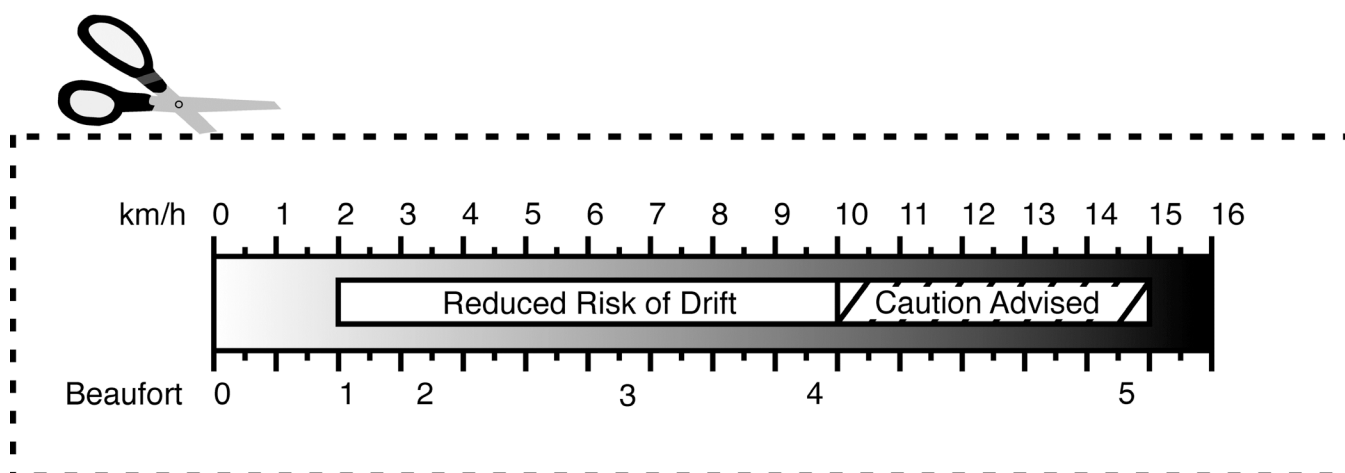 km/h 0 1 2 3 4 5 6 7 8 9 10 11 12 13 14 15 16
Reduced Risk of Drift Caution Advised
Beaufort 0 1 2 3 4 5